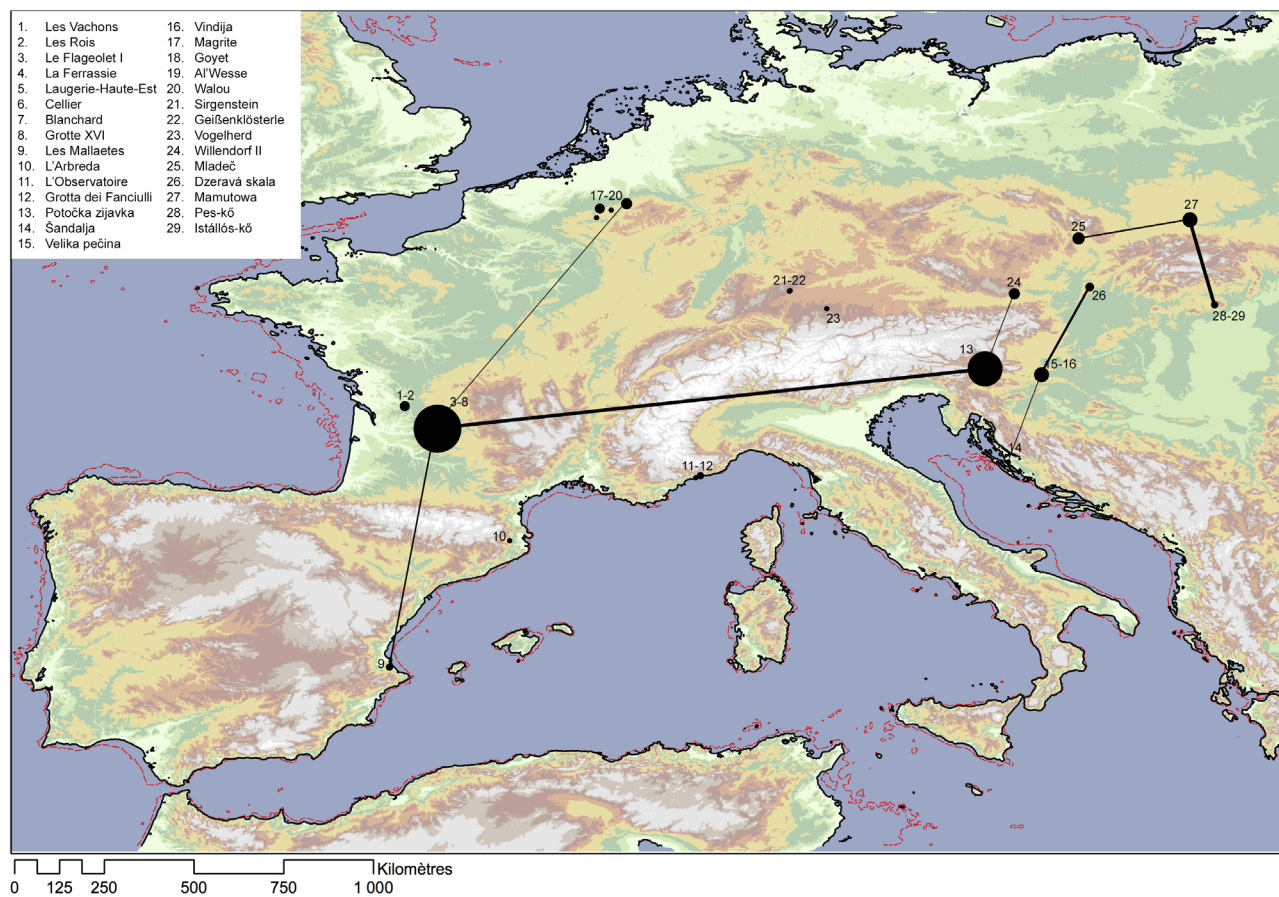 1. Les Vachons
2. Les Rois
3. Le Flageolet I
4. La Ferrassie
5. Laugerie-Haute-Est
6. Cellier
7. Blanchard
8. Grotte XVI
9. Les Mallaetes
10. L'Arbreda
11. L'Observatoire
12. Grotta dei Fanciulli
13. Potočka zijavka
14. Šandalja
15. Velika pečina
16. Vindija
17. Magrite
18. Goyet
19. Al'Wesse
20. Walou
21. Sirgenstein
22. Geißenklösterle
23. Vogelherd
24. Willendorf II
25. Mladeč
26. Dzeravá skala
27. Mamutowa
28. Pes-kő
29. Istállós-kő
17-20
27
25
21-22
24
26
23
28-29
13
15-16
1-2
3-8
14
11-12
10
9
Kilomètres
0 125 250 500 750 1 000